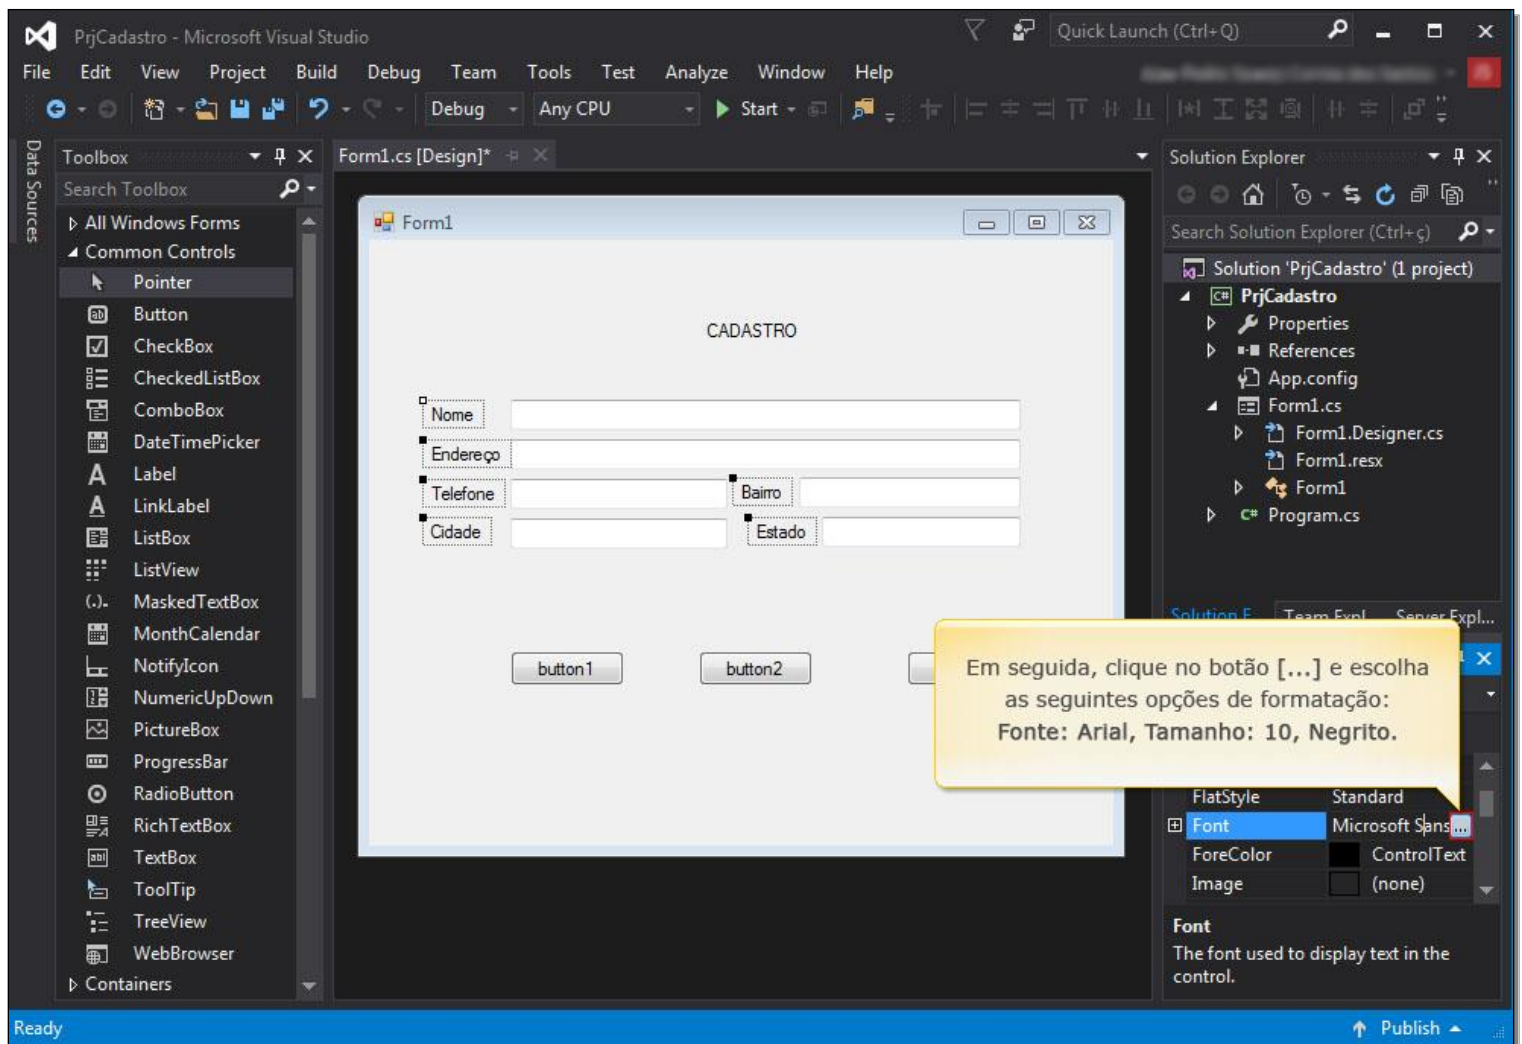 PrjCadastro - Microsoft Visual Studio
Quick Launch (Ctrl+Q)
File Edit View Project Build Debug Team Tools Test Analyze Window Help
Debug Any CPU Start
Data Sources
Toolbox
Search Toolbox
All Windows Forms
Common Controls
Pointer
Button
CheckBox
CheckedListBox
ComboBox
DateTimePicker
Label
LinkLabel
ListBox
ListView
MaskedTextBox
MonthCalendar
NotifyIcon
NumericUpDown
PictureBox
ProgressBar
RadioButton
RichTextBox
TextBox
ToolTip
TreeView
WebBrowser
Containers
Form1.cs [Design]*
Form1
CADASTRO
Nome
Endereço
Telefone Bairro
Cidade Estado
button1 button2
Solution Explorer
Search Solution Explorer (Ctrl+ç)
Solution 'PrjCadastro' (1 project)
PrjCadastro
Properties
References
App.config
Form1.cs
Form1.Designer.cs
Form1.resx
Form1
Program.cs
Solution E... Team Expl... Server Expl...
Em seguida, clique no botão [...] e escolha
as seguintes opções de formatação:
Fonte: Arial, Tamanho: 10, Negrito.
FlatStyle Standard
Font Microsoft Sans ...
ForeColor ControlText
Image (none)
Font
The font used to display text in the
control.
Ready
Publish